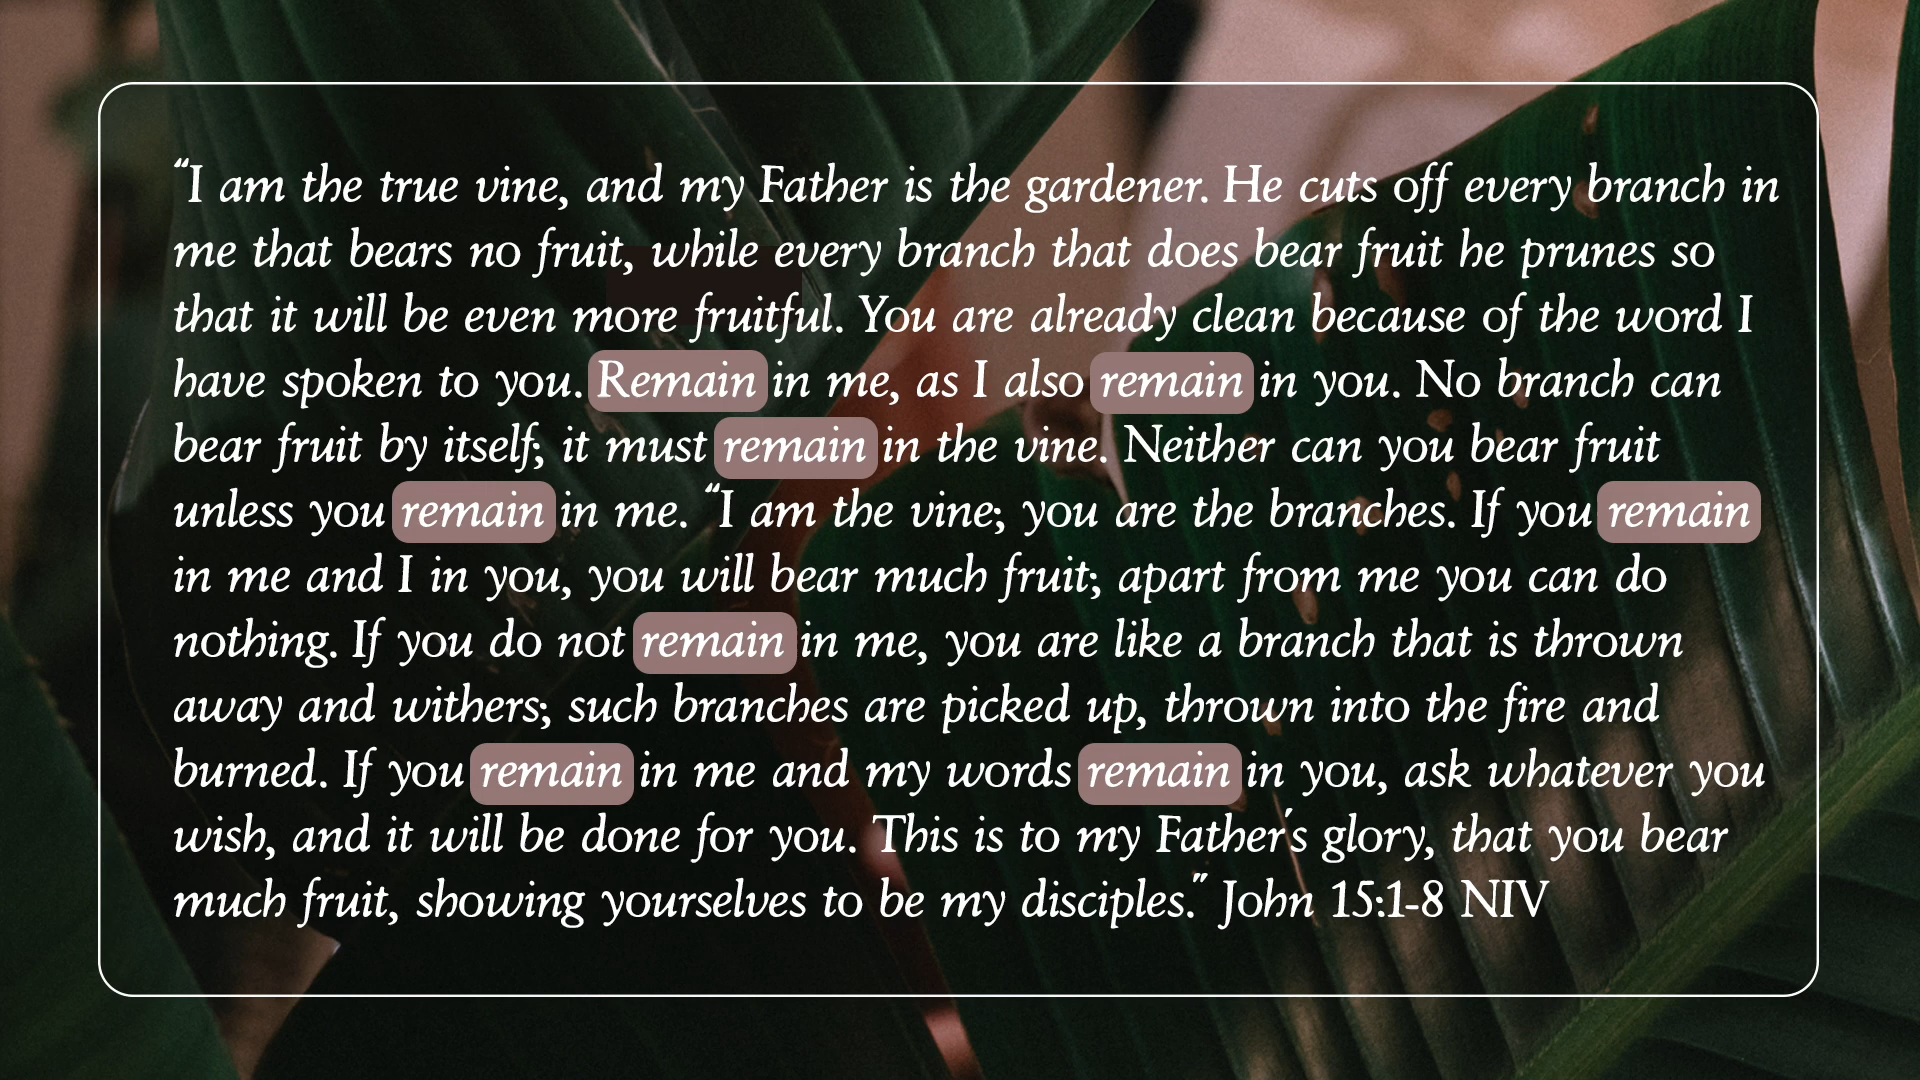 “I am the true vine, and my Father is the gardener. He cuts off every branch in
me that bears no fruit, while every branch that does bear fruit he prunes so
that it will be even more fruitful. You are already clean because of the word I
have spoken to you. Remain in me, as I also remain in you. No branch can
bear fruit by itself; it must remain in the vine. Neither can you bear fruit
unless you remain in me. “I am the vine; you are the branches. If you remain
in me and I in you, you will bear much fruit; apart from me you can do
nothing. If you do not remain in me, you are like a branch that is thrown
away and withers; such branches are picked up, thrown into the fire and
burned. If you remain in me and my words remain in you, ask whatever you
wish, and it will be done for you. This is to my Father's glory, that you bear
much fruit, showing yourselves to be my disciples.” John 15:1-8 NIV